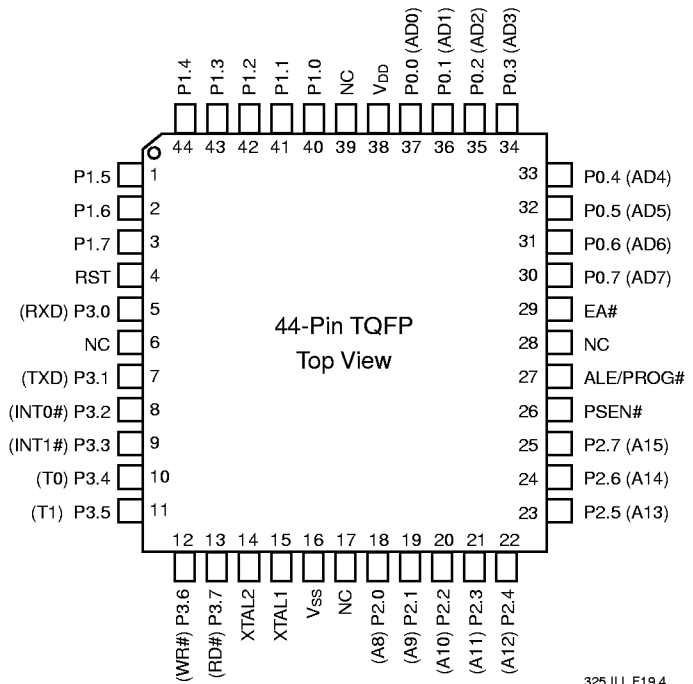 P1.4
P1.3
P1.2
P1.1
P1.0
NC
VDD
P0.0 (AD0)
P0.1 (AD1)
P0.2 (AD2)
P0.3 (AD3)
44
43
42
41
40
39
38
37
36
35
34
P1.5 1
P1.6 2
P1.7 3
RST 4
(RXD) P3.0 5
NC 6
(TXD) P3.1 7
(INT0#) P3.2 8
(INT1#) P3.3 9
(T0) P3.4 10
(T1) P3.5 11
44-Pin TQFP
Top View
33 P0.4 (AD4)
32 P0.5 (AD5)
31 P0.6 (AD6)
30 P0.7 (AD7)
29 EA#
28 NC
27 ALE/PROG#
26 PSEN#
25 P2.7 (A15)
24 P2.6 (A14)
23 P2.5 (A13)
12
13
14
15
16
17
18
19
20
21
22
(WR#) P3.6
(RD#) P3.7
XTAL2
XTAL1
VSS
NC
(A8) P2.0
(A9) P2.1
(A10) P2.2
(A11) P2.3
(A12) P2.4
325 ILL F19.4